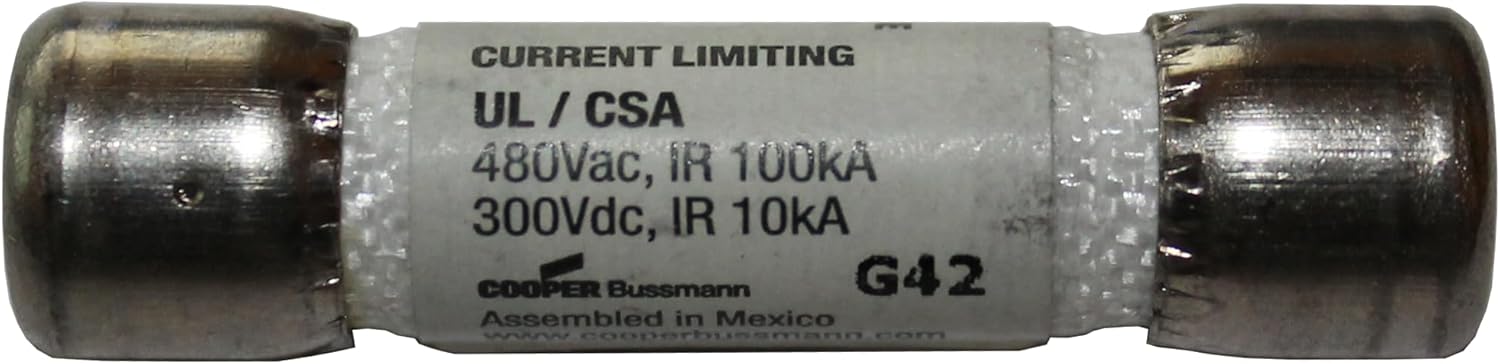 CURRENT LIMITING
UL / CSA
480Vac, IR 100kA
300Vdc, IR 10kA
COOPER Bussmann G42
Assembled in Mexico
www.cooperbussmann.com